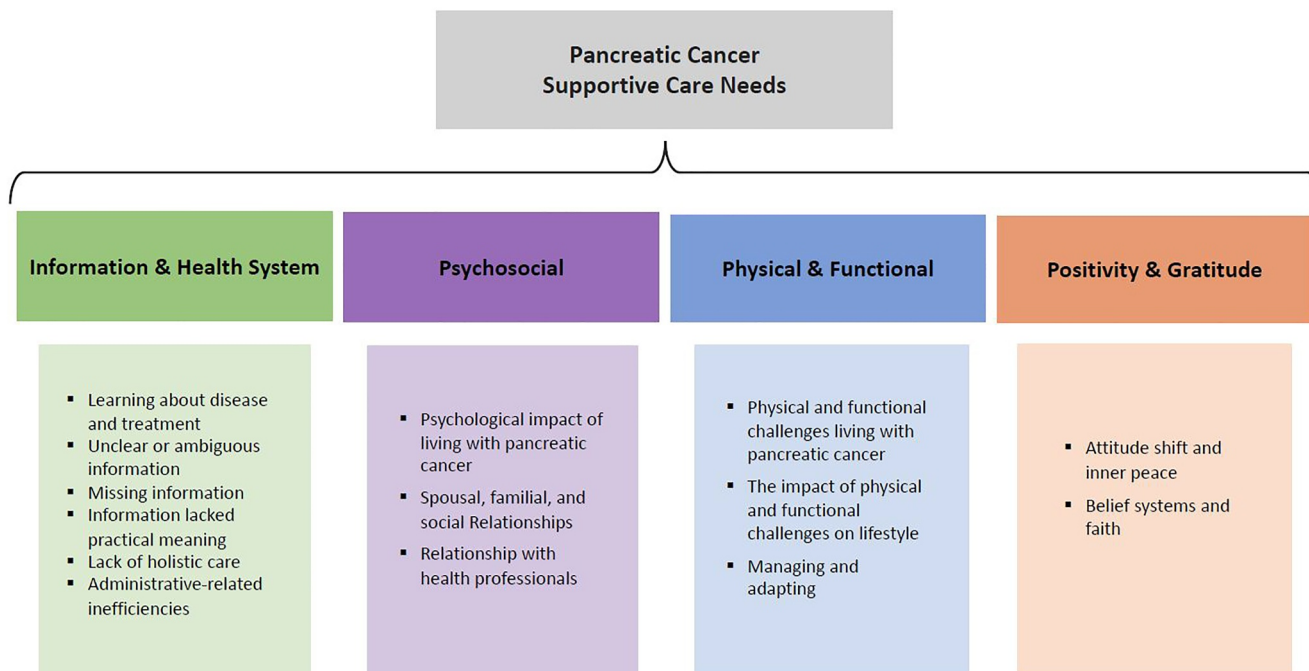 Pancreatic Cancer
Supportive Care Needs
Information & Health System
▪ Learning about disease
and treatment
▪ Unclear or ambiguous
information
▪ Missing information
▪ Information lacked
practical meaning
▪ Lack of holistic care
▪ Administrative-related
inefficiencies
Psychosocial
▪ Psychological impact of
living with pancreatic
cancer
▪ Spousal, familial, and
social Relationships
▪ Relationship with
health professionals
Physical & Functional
▪ Physical and functional
challenges living with
pancreatic cancer
▪ The impact of physical
and functional
challenges on lifestyle
▪ Managing and
adapting
Positivity & Gratitude
▪ Attitude shift and
inner peace
▪ Belief systems and
faith